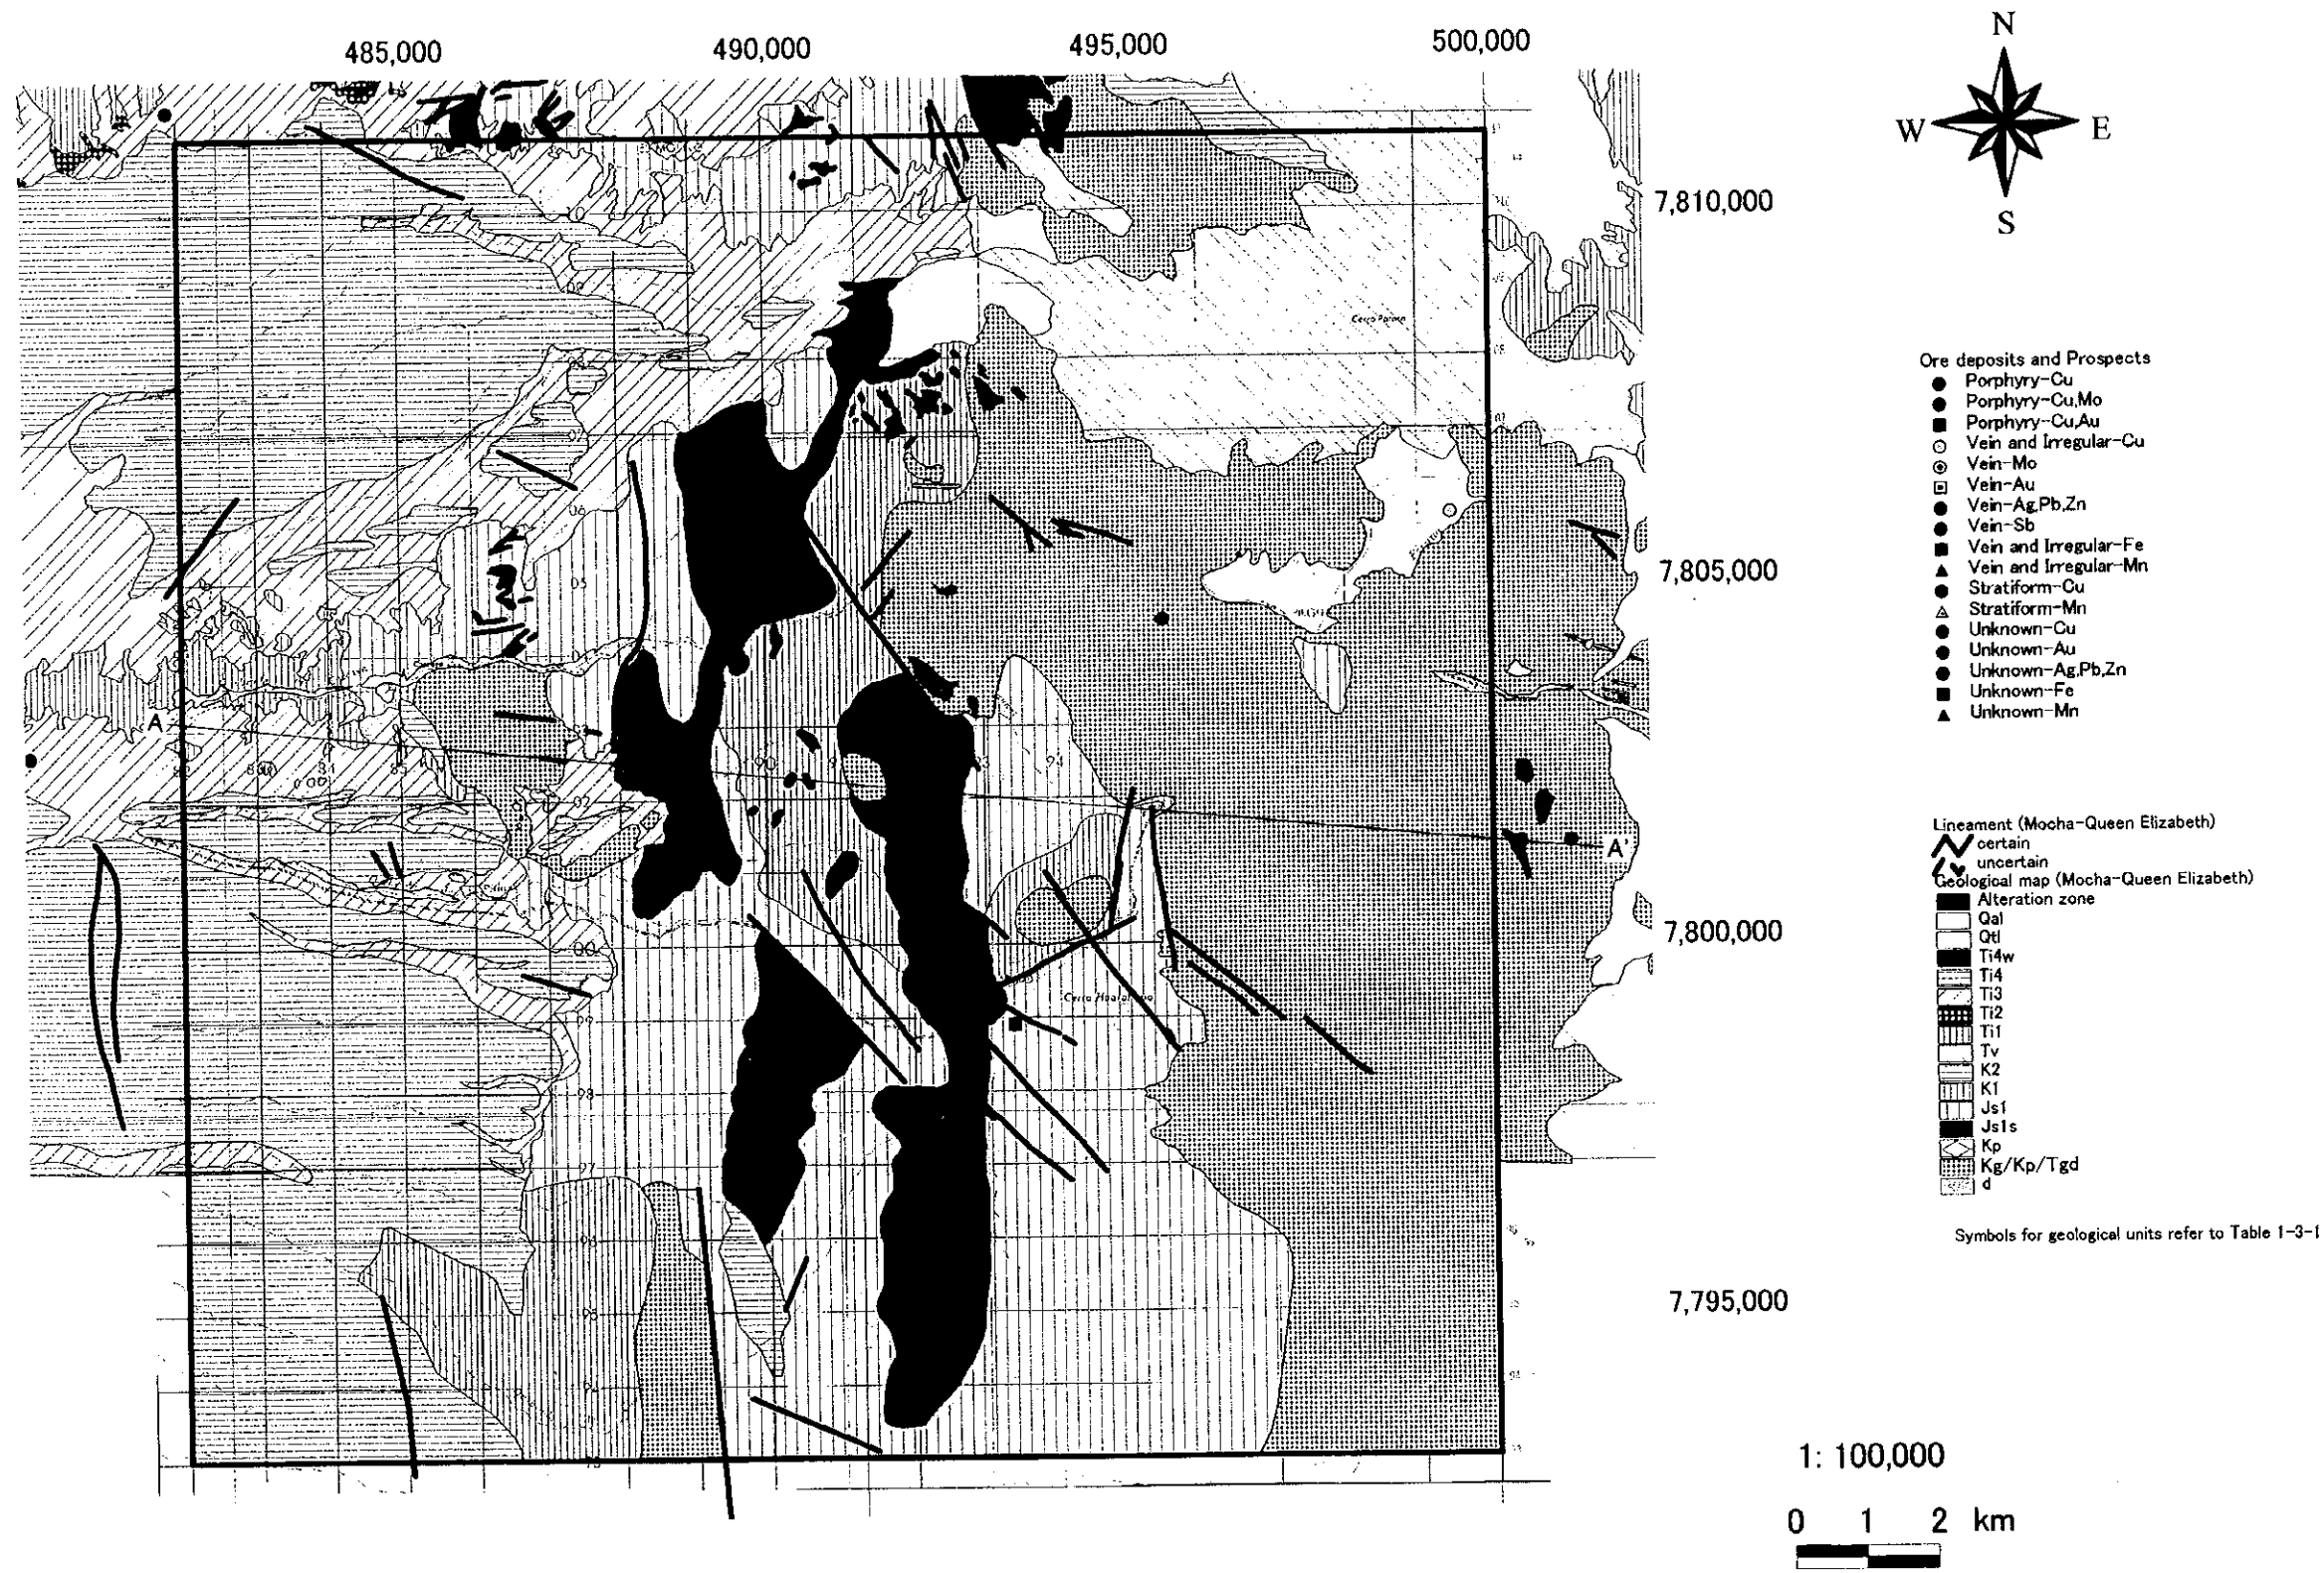 485,000 490,000 495,000 500,000
N
W E
S
7,810,000
7,805,000
7,800,000
7,795,000
Cerro
Cerro
A
A'
90
94
Ore deposits and Prospects
Porphyry-Cu
Porphyry-Cu,Mo
Porphyry-Cu,Au
Vein and Irregular-Cu
Vein-Mo
Vein-Au
Vein-Ag,Pb,Zn
Vein-Sb
Vein and Irregular-Fe
Vein and Irregular-Mn
Stratiform-Cu
Stratiform-Mn
Unknown-Cu
Unknown-Au
Unknown-Ag,Pb,Zn
Unknown-Fe
Unknown-Mn
Lineament (Mocha-Queen Elizabeth)
certain
uncertain
Geological map (Mocha-Queen Elizabeth)
Alteration zone
Qal
Qtl
Ti4w
Ti4
Ti3
Ti2
Ti1
Tv
K2
K1
Js1
Js1s
Kp
Kg/Kp/Tgd
d
Symbols for geological units refer to Table 1-3-1
1: 100,000
0 1 2 km